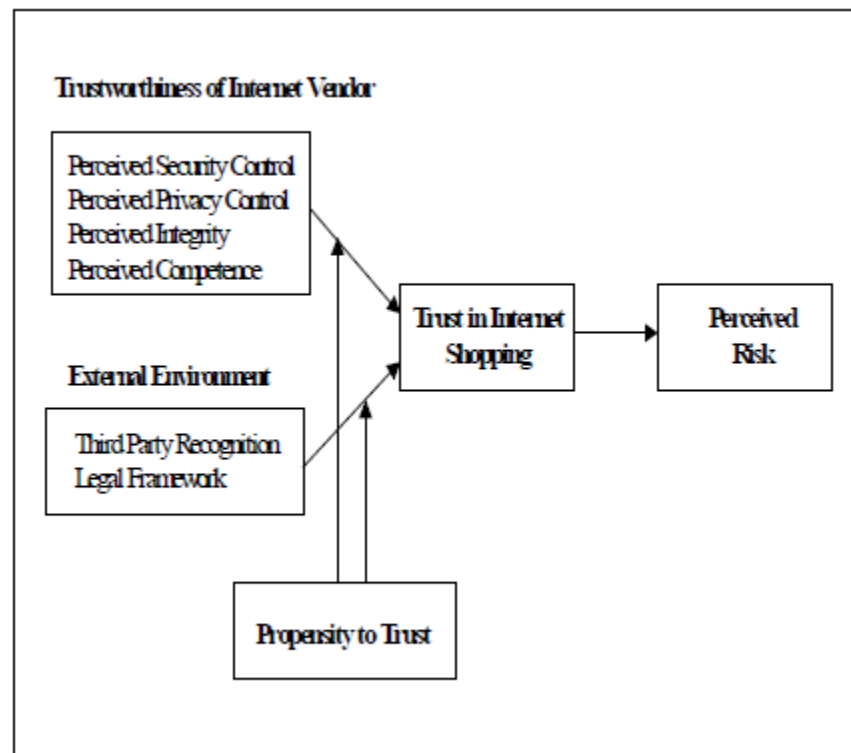 Trustworthiness of Internet Vendor
Perceived Security Control
Perceived Privacy Control
Perceived Integrity
Perceived Competence
Trust in Internet
Shopping
Perceived
Risk
External Environment
Third Party Recognition
Legal Framework
Propensity to Trust